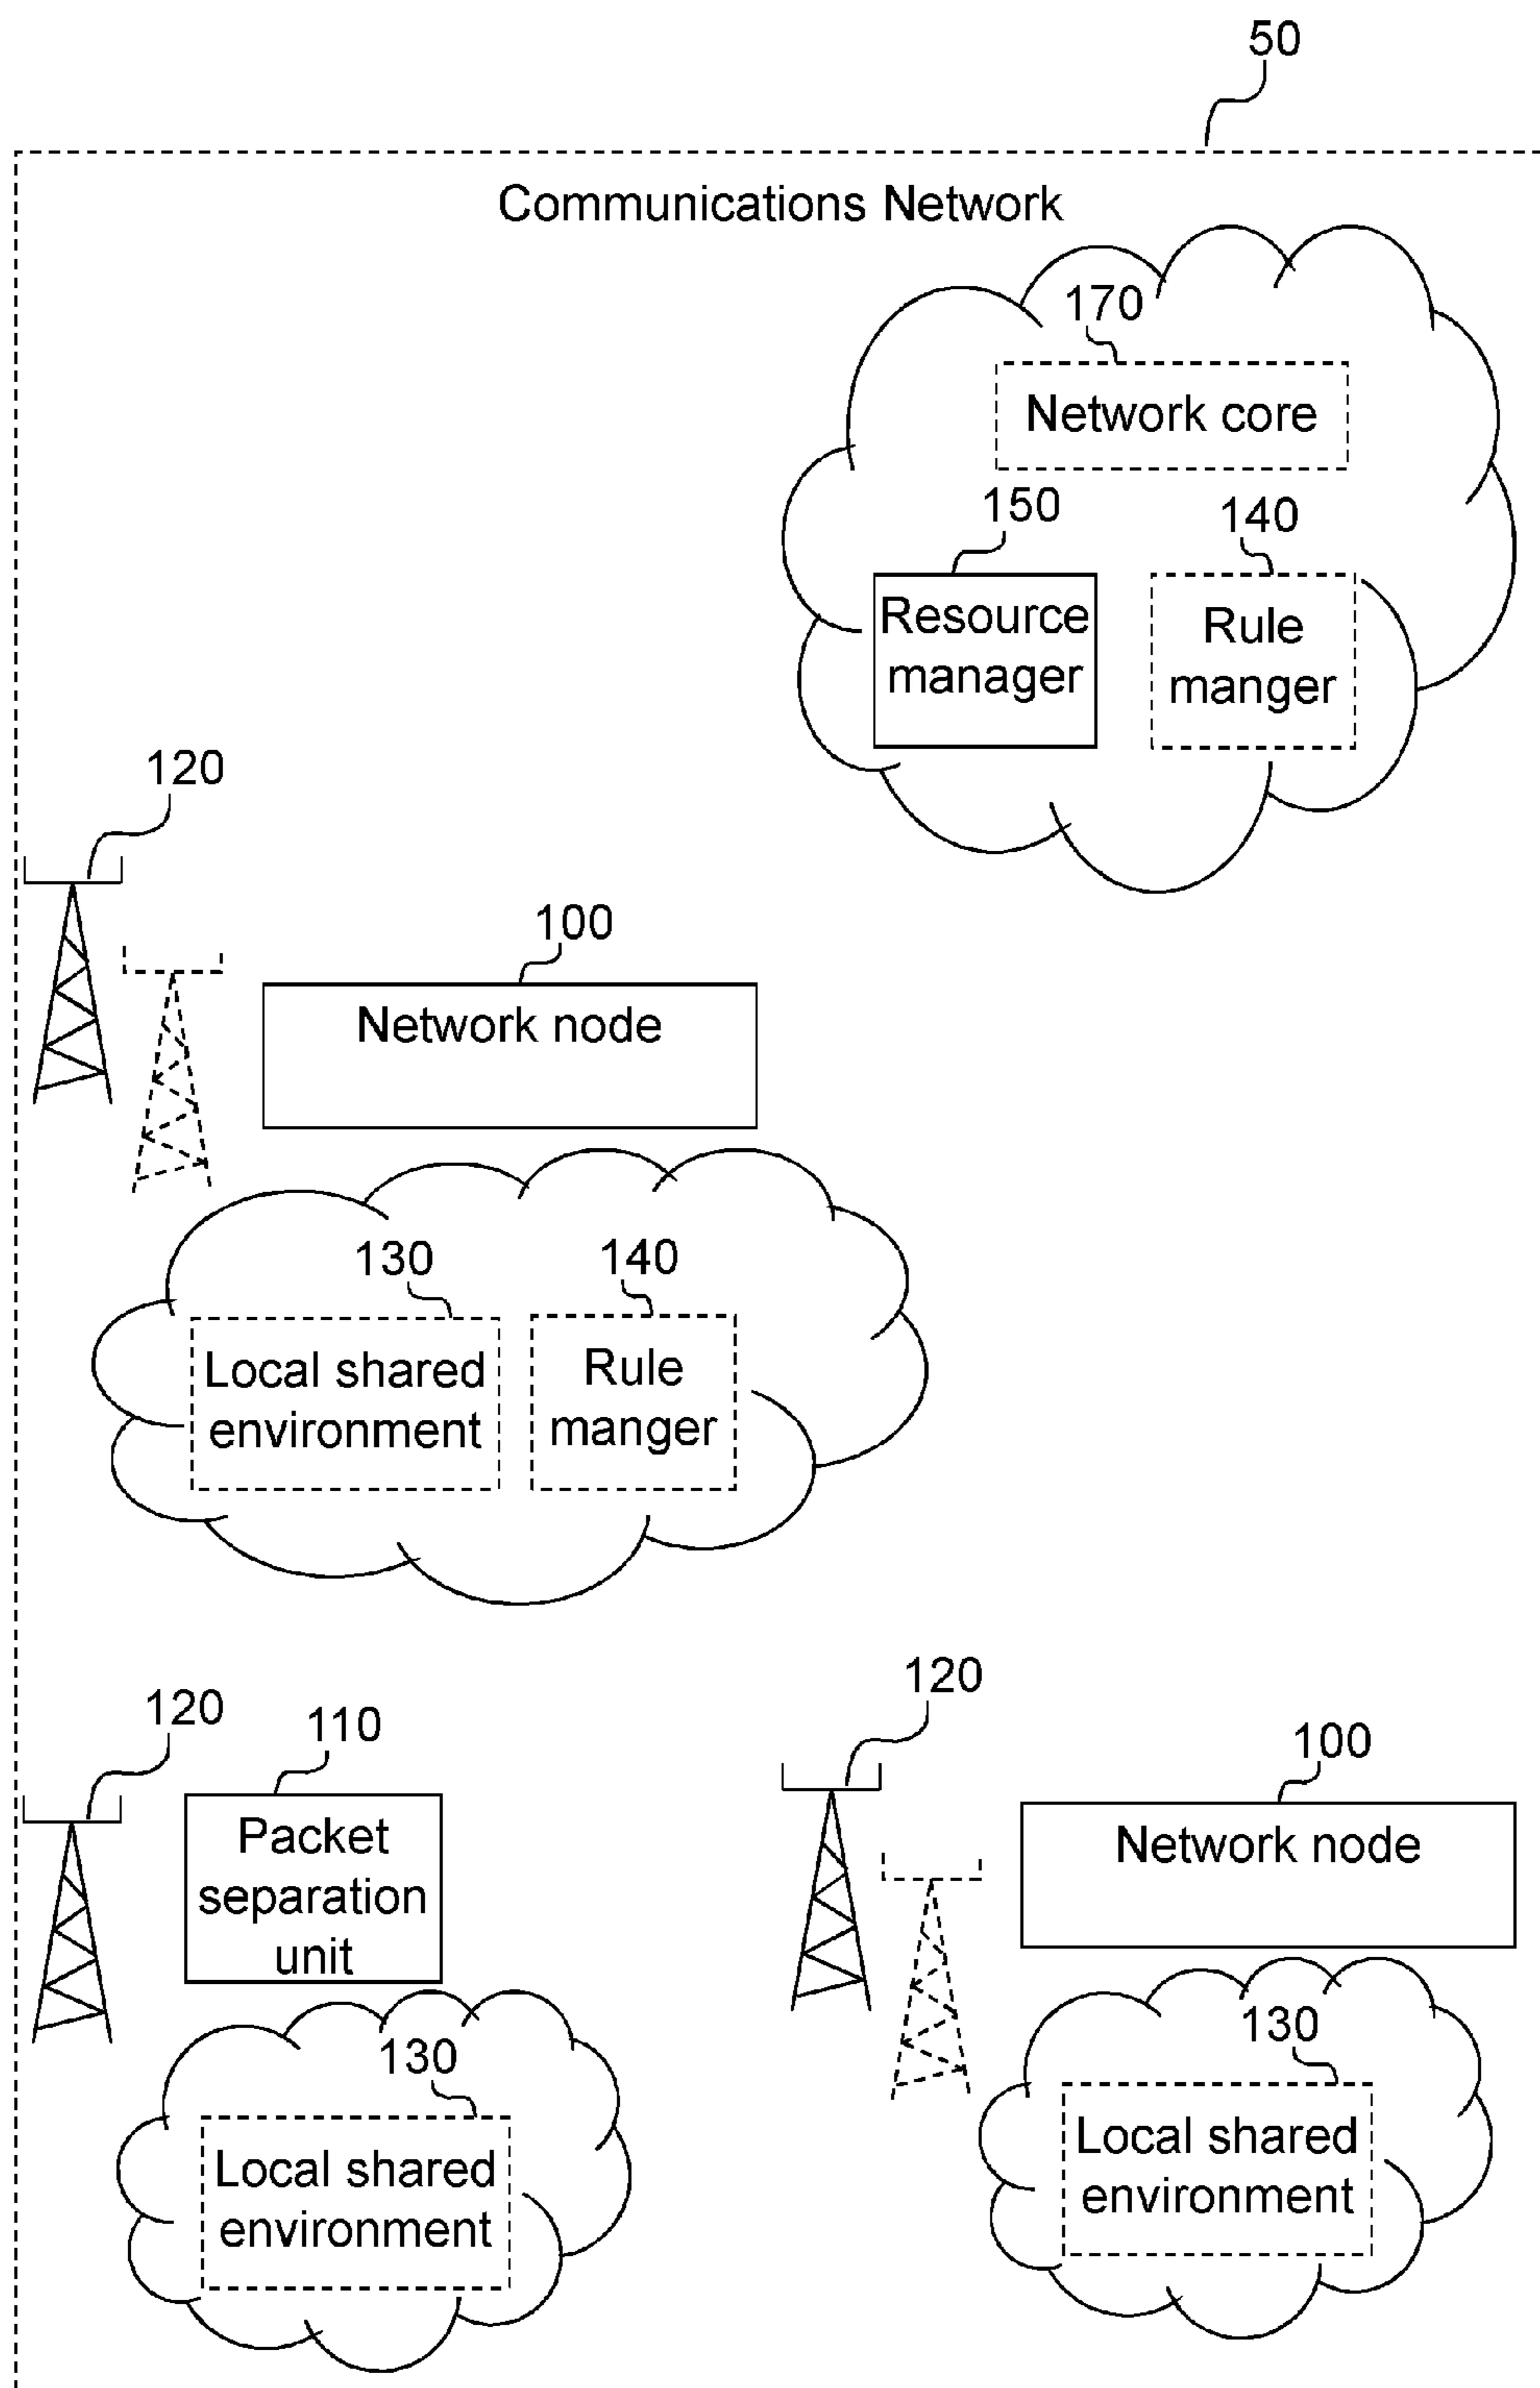 50
Communications Network
170
Network core
150
140
Resource
manager
Rule
manger
120
100
Network node
130
140
Local shared
environment
Rule
manger
120
110
Packet
separation
unit
120
100
Network node
130
Local shared
environment
130
Local shared
environment